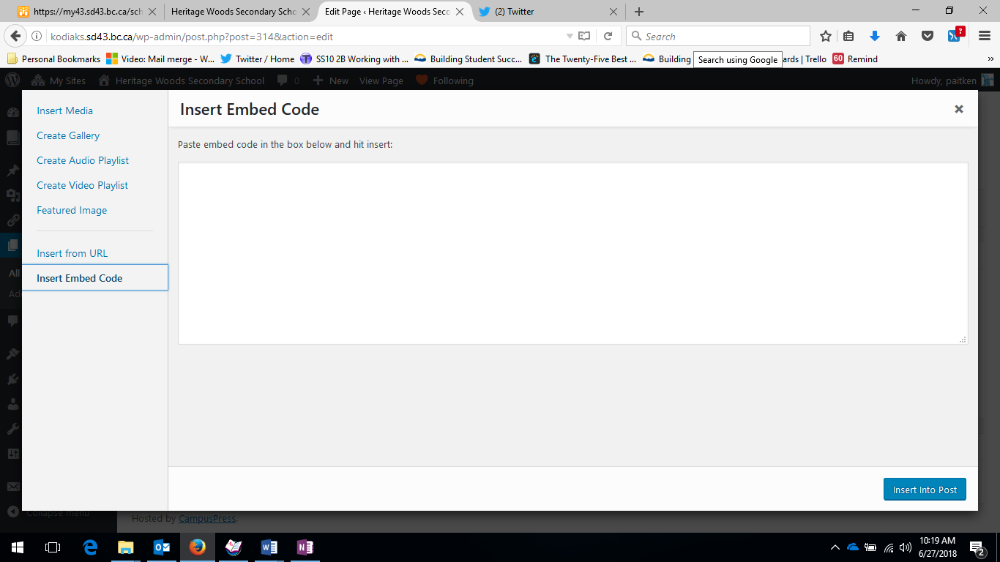 https://my43.sd43.bc.ca/sch
Heritage Woods Secondary Scho
Edit Page ‹ Heritage Woods Seco
(2) Twitter
kodiaks.sd43.bc.ca/wp-admin/post.php?post=314&action=edit
Search
?
Personal Bookmarks
Video: Mail merge - W...
Twitter / Home
SS10 2B Working with ...
Building Student Succ...
The Twenty-Five Best ...
Building
Search using Google
ards | Trello
60
Remind
My Sites
Heritage Woods Secondary School
0
New
View Page
Following
Howdy, paitken
Insert Media
Create Gallery
Create Audio Playlist
Create Video Playlist
Featured Image
Insert from URL
Insert Embed Code
All
Ad
Collapse menu
Insert Embed Code
Paste embed code in the box below and hit insert:
Insert Into Post
Hosted by CampusPress.
10:19 AM
6/27/2018
2